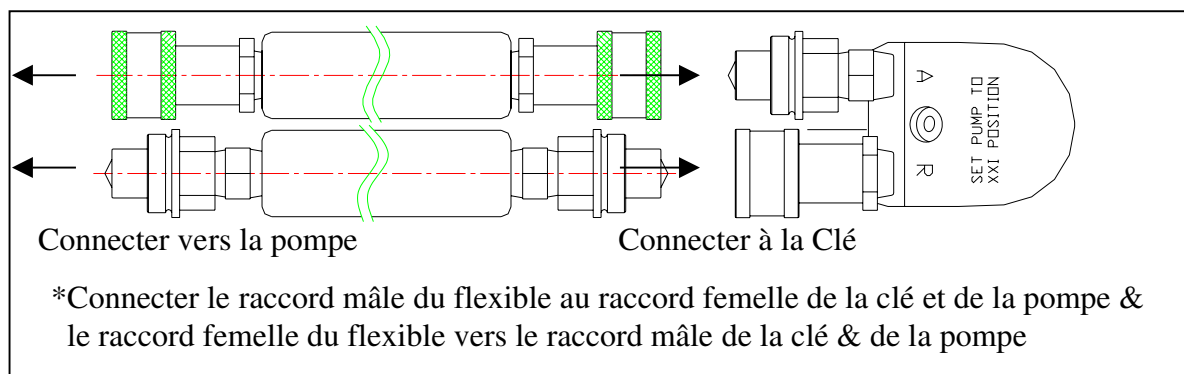 A
R
SET PUMP TO
XXI POSITION
Connecter vers la pompe
Connecter à la Clé
*Connecter le raccord mâle du flexible au raccord femelle de la clé et de la pompe &
le raccord femelle du flexible vers le raccord mâle de la clé & de la pompe